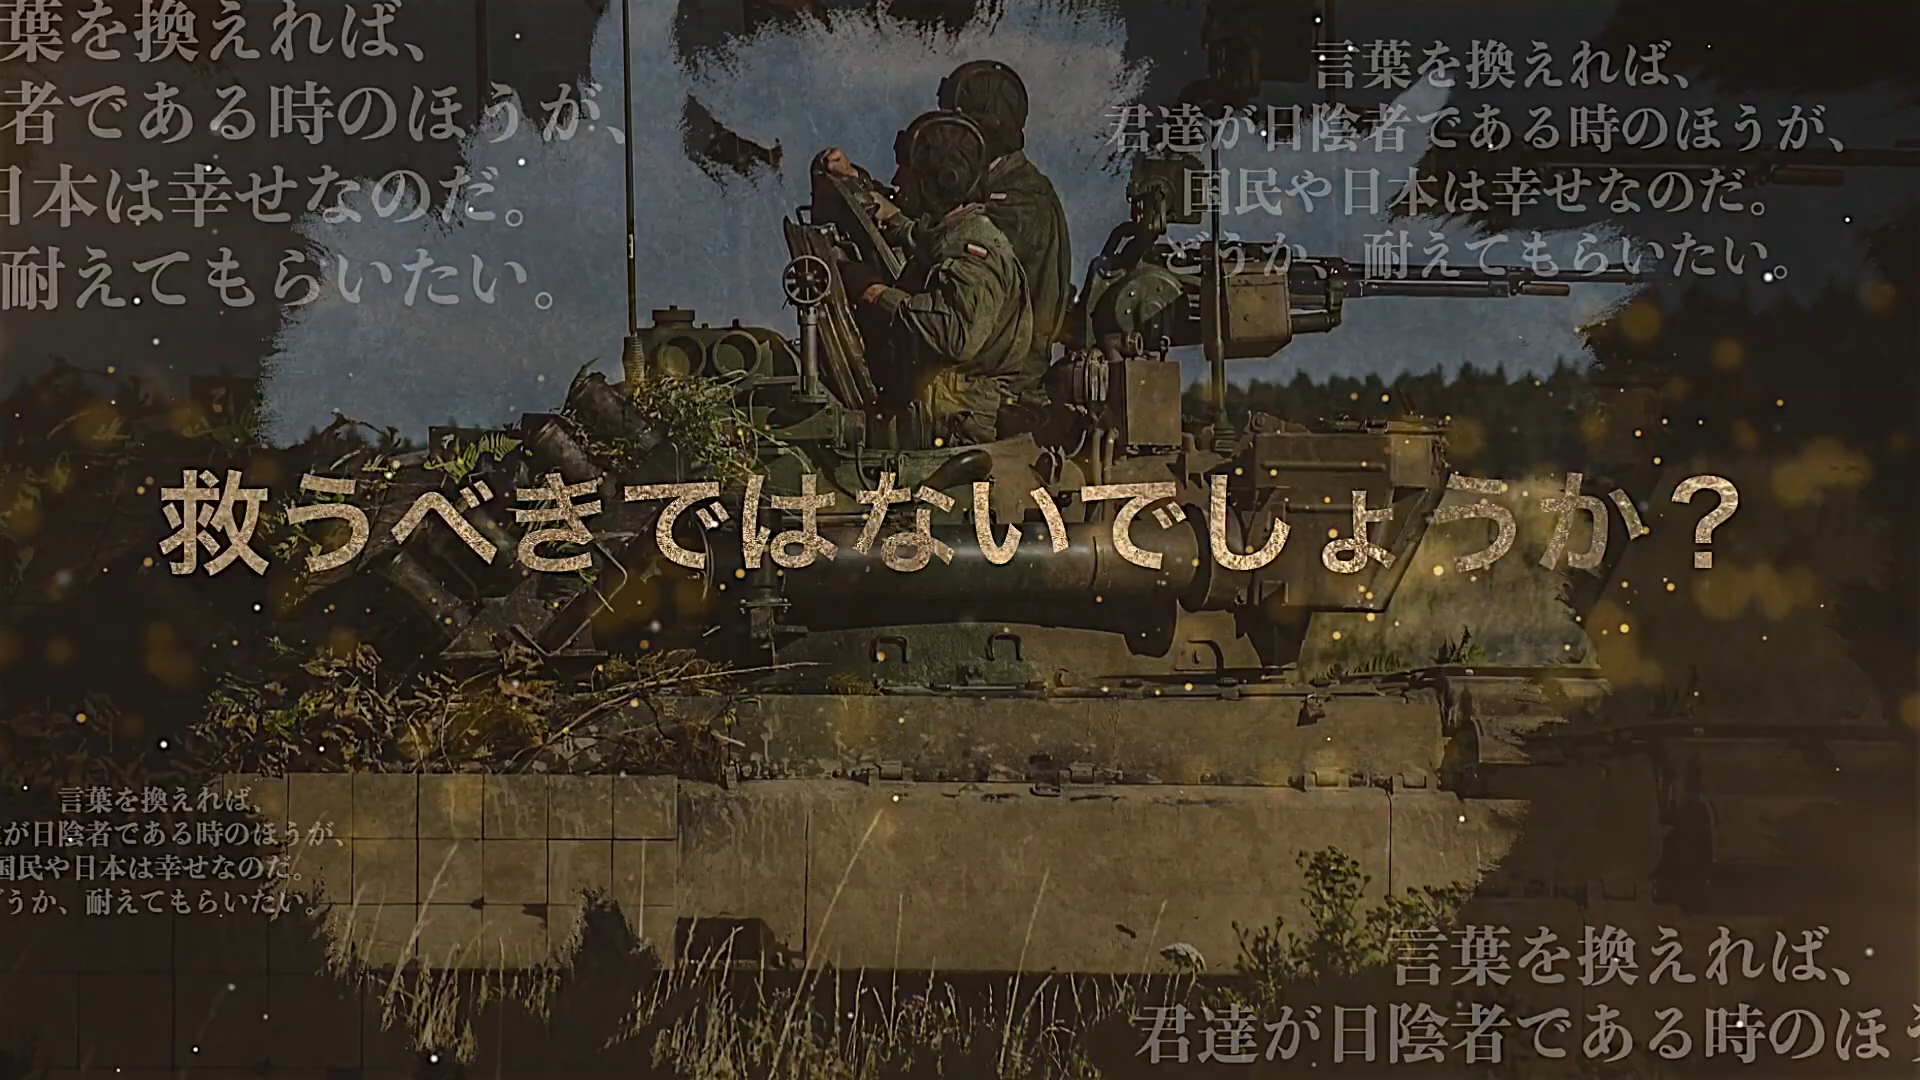 葉を換えれば、
者である時のほうが、
日本は幸せなのだ。
耐えてもらいたい。
言葉を換えれば、
君達が日陰者である時のほうが、
国民や日本は幸せなのだ。
どうか、耐えてもらいたい。
救うべきではないでしょうか?
言葉を換えれば、
が日陰者である時のほうが、
国民や日本は幸せなのだ。
うか、耐えてもらいたい。
言葉を換えれば、
君達が日陰者である時のほう